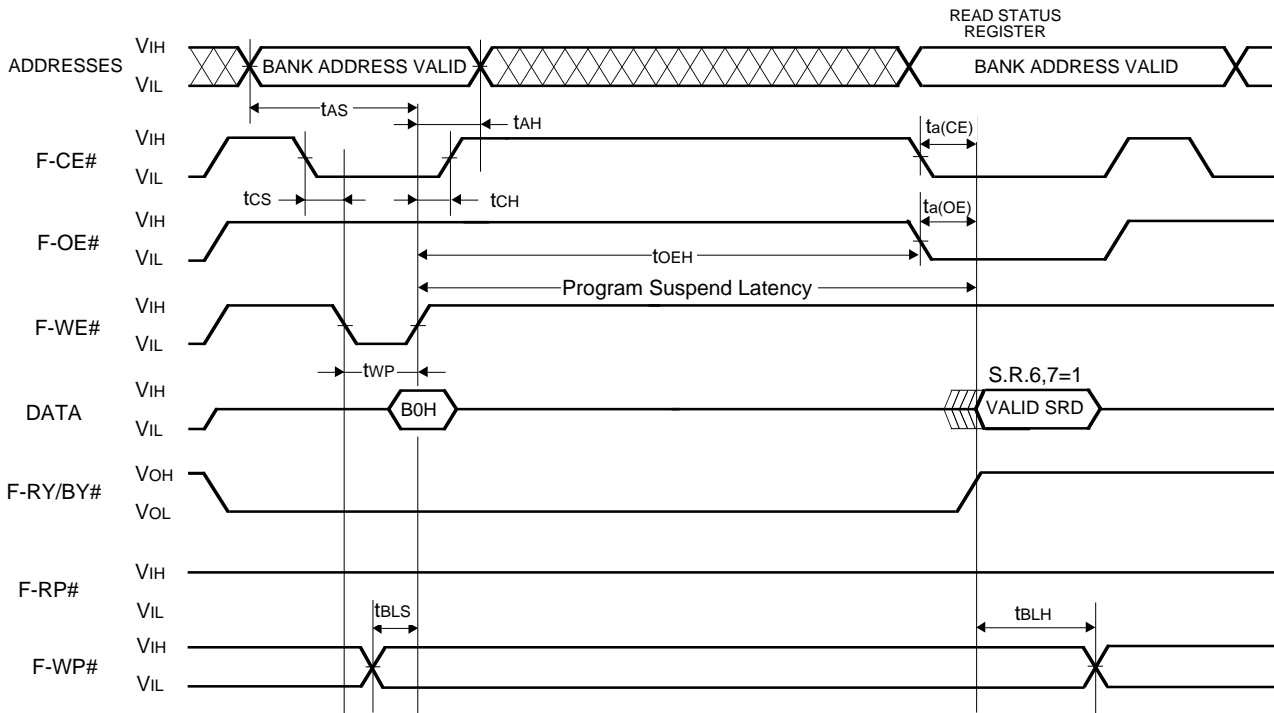 READ STATUS
REGISTER
ADDRESSES
VIH
VIL
BANK ADDRESS VALID
BANK ADDRESS VALID
tAS
tAH
F-CE#
VIH
VIL
ta(CE)
tCS
tCH
F-OE#
VIH
VIL
ta(OE)
tOEH
Program Suspend Latency
F-WE#
VIH
VIL
tWP
DATA
VIH
VIL
B0H
S.R.6,7=1
VALID SRD
F-RY/BY#
VOH
VOL
F-RP#
VIH
VIL
tBLS
tBLH
F-WP#
VIH
VIL